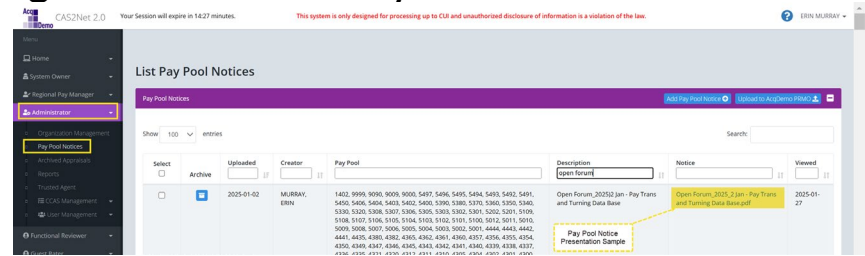 Acq
Demo
CAS2Net 2.0
Your Session will expire in 14:27 minutes.
This system is only designed for processing up to CUI and unauthorized disclosure of information is a violation of the law.
ERIN MURRAY
Menu
Home
System Owner
Regional Pay Manager
Administrator
Organization Management
Pay Pool Notices
Archived Appraisals
Reports
Trusted Agent
CCAS Management
User Management
Functional Reviewer
Guest Rater
List Pay Pool Notices
Pay Pool Notices
Add Pay Pool Notice
Upload to AcqDemo PRMO
Show 100 entries
Search:
Select Archive Uploaded Creator Pay Pool Description Notice Viewed
open forum
2025-01-02
MURRAY, ERIN
1402, 9999, 9090, 9009, 9000, 5497, 5496, 5495, 5494, 5493, 5492, 5491,
5450, 5406, 5404, 5403, 5402, 5400, 5390, 5380, 5370, 5360, 5350, 5340,
5330, 5320, 5308, 5307, 5306, 5305, 5303, 5302, 5301, 5202, 5201, 5109,
5108, 5107, 5106, 5105, 5104, 5103, 5102, 5101, 5100, 5012, 5011, 5010,
5009, 5008, 5007, 5006, 5005, 5004, 5003, 5002, 5001, 4444, 4443, 4442,
4441, 4435, 4380, 4382, 4365, 4362, 4361, 4360, 4357, 4356, 4355, 4354,
4350, 4349, 4347, 4346, 4345, 4343, 4342, 4341, 4340, 4339, 4338, 4337,
Open Forum_2025)2 Jan - Pay Trans
and Turning Data Base
Open Forum_2025_2 Jan - Pay Trans
and Turning Data Base.pdf
2025-01-
27
Pay Pool Notice
Presentation Sample